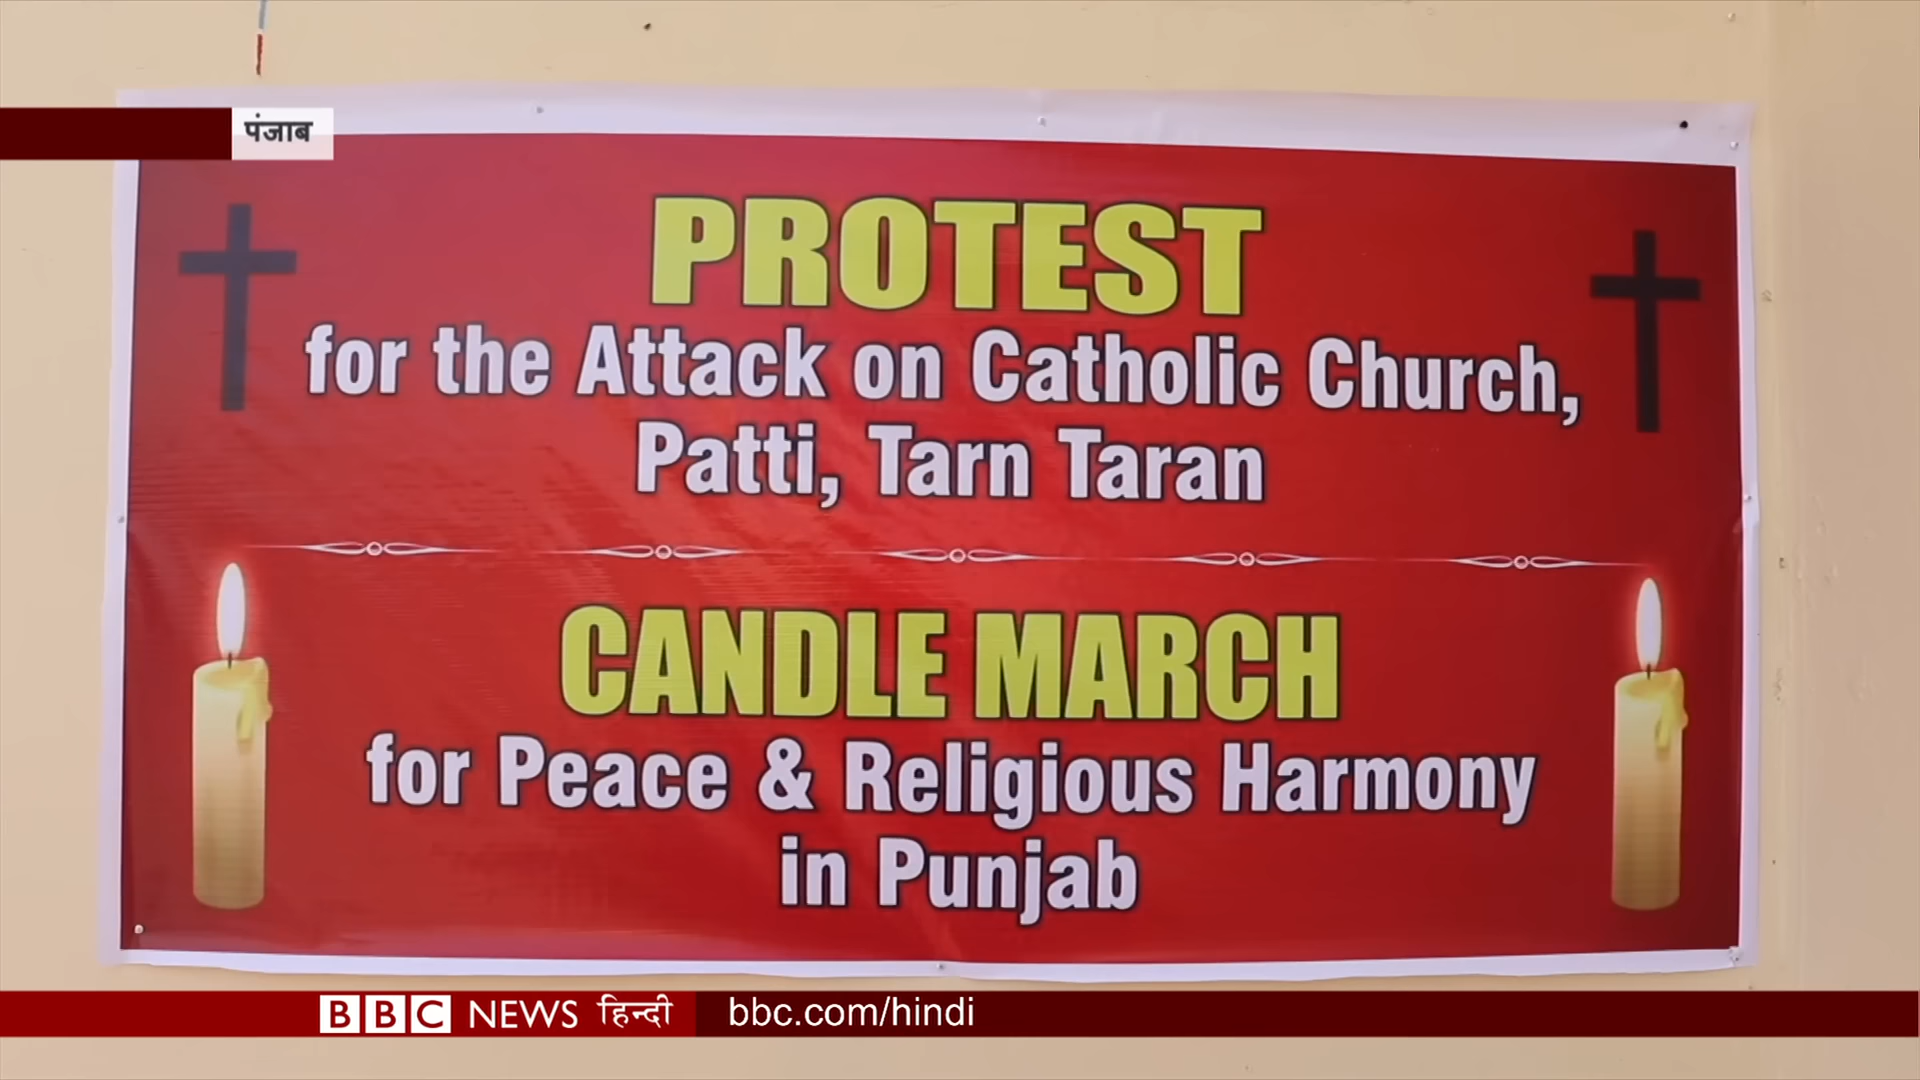 पंजाब
PROTEST
for the Attack on Catholic Church,
Patti, Tarn Taran
CANDLE MARCH
for Peace & Religious Harmony
in Punjab
BBC NEWS हिन्दी bbc.com/hindi